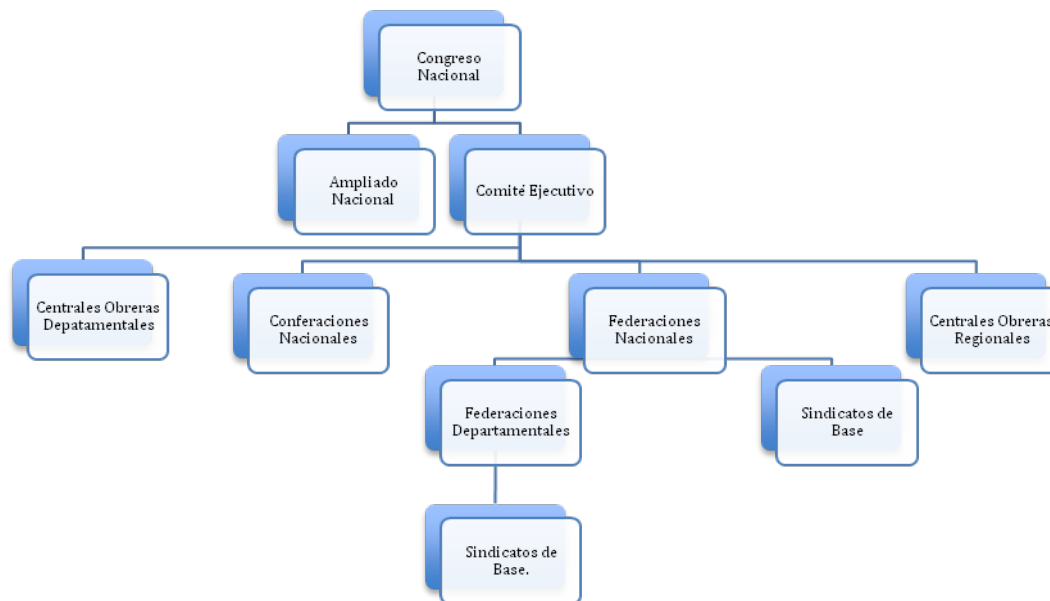 Congreso
Nacional
Ampliado
Nacional
Comité Ejecutivo
Centrales Obreras
Depatamentales
Conferaciones
Nacionales
Federaciones
Nacionales
Centrales Obreras
Regionales
Federaciones
Departamentales
Sindicatos de
Base
Sindicatos de
Base.